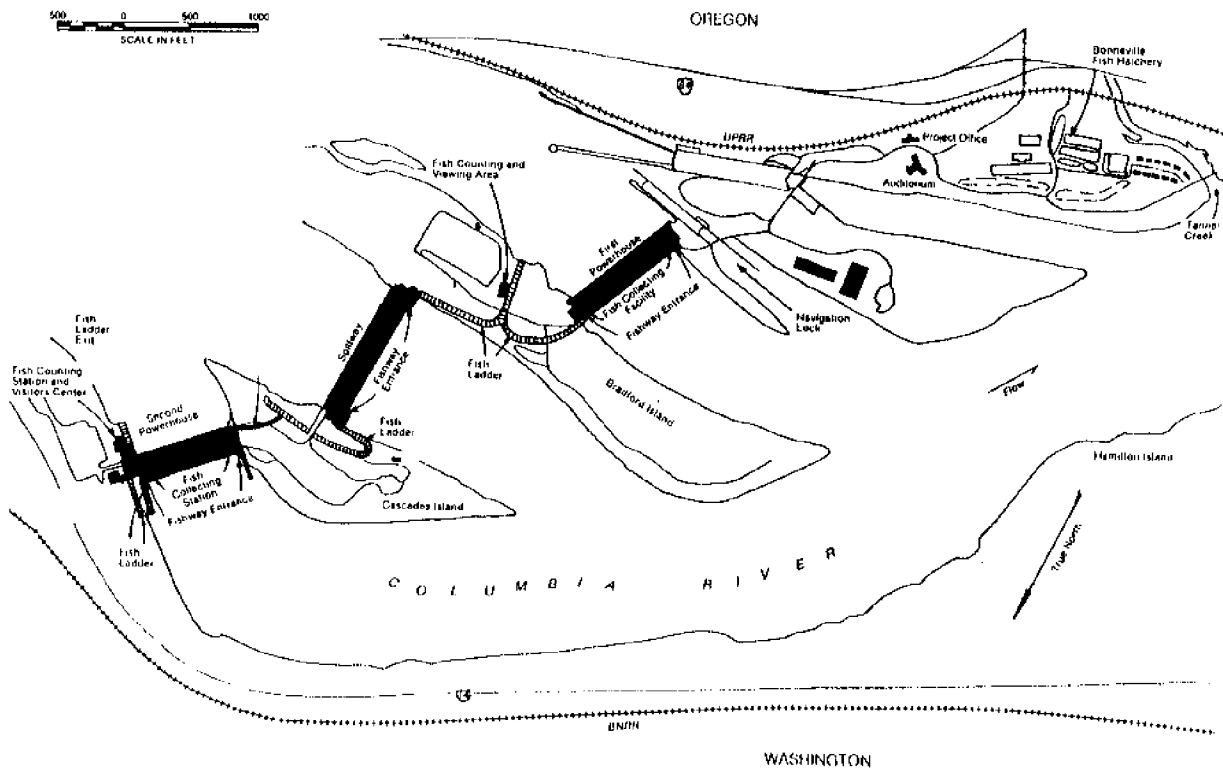 OREGON
500 0 500 1000
SCALE IN FEET
Bonneville
Fish Hatchery
UPRR
Project Office
Auditorium
Tanner
Creek
Fish Counting and
Viewing Area
First
Powerhouse
Fish Collecting
Facility
Fishway Entrance
Navigation
Lock
Fish
Ladder
Exit
Fish Counting
Station and
Visitors Center
Spillway
Fishway
Entrance
Fish
Ladder
Bradford Island
Flow
Second
Powerhouse
Fish
Ladder
Hamilton Island
Fish
Collecting
Station
Fishway Entrance
Cascades Island
Fish
Ladder
True North
COLUMBIA RIVER
14
BNRR
WASHINGTON